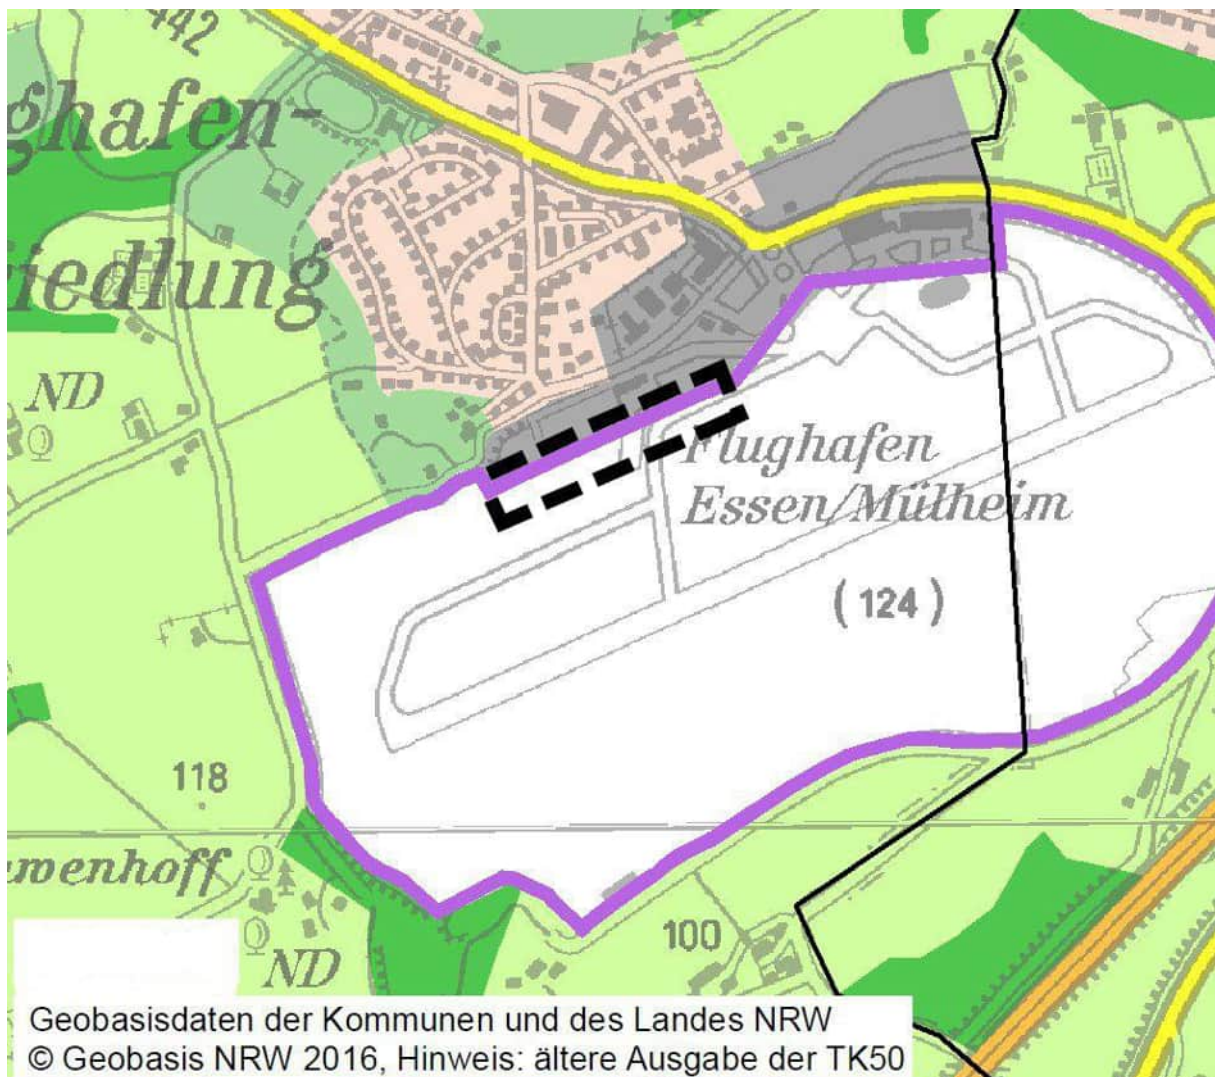 442
ghafen-
iedlung
ND
Flughafen
Essen/Mülheim
( 124 )
118
wenhoff
100
ND
Geobasisdaten der Kommunen und des Landes NRW
© Geobasis NRW 2016, Hinweis: ältere Ausgabe der TK50